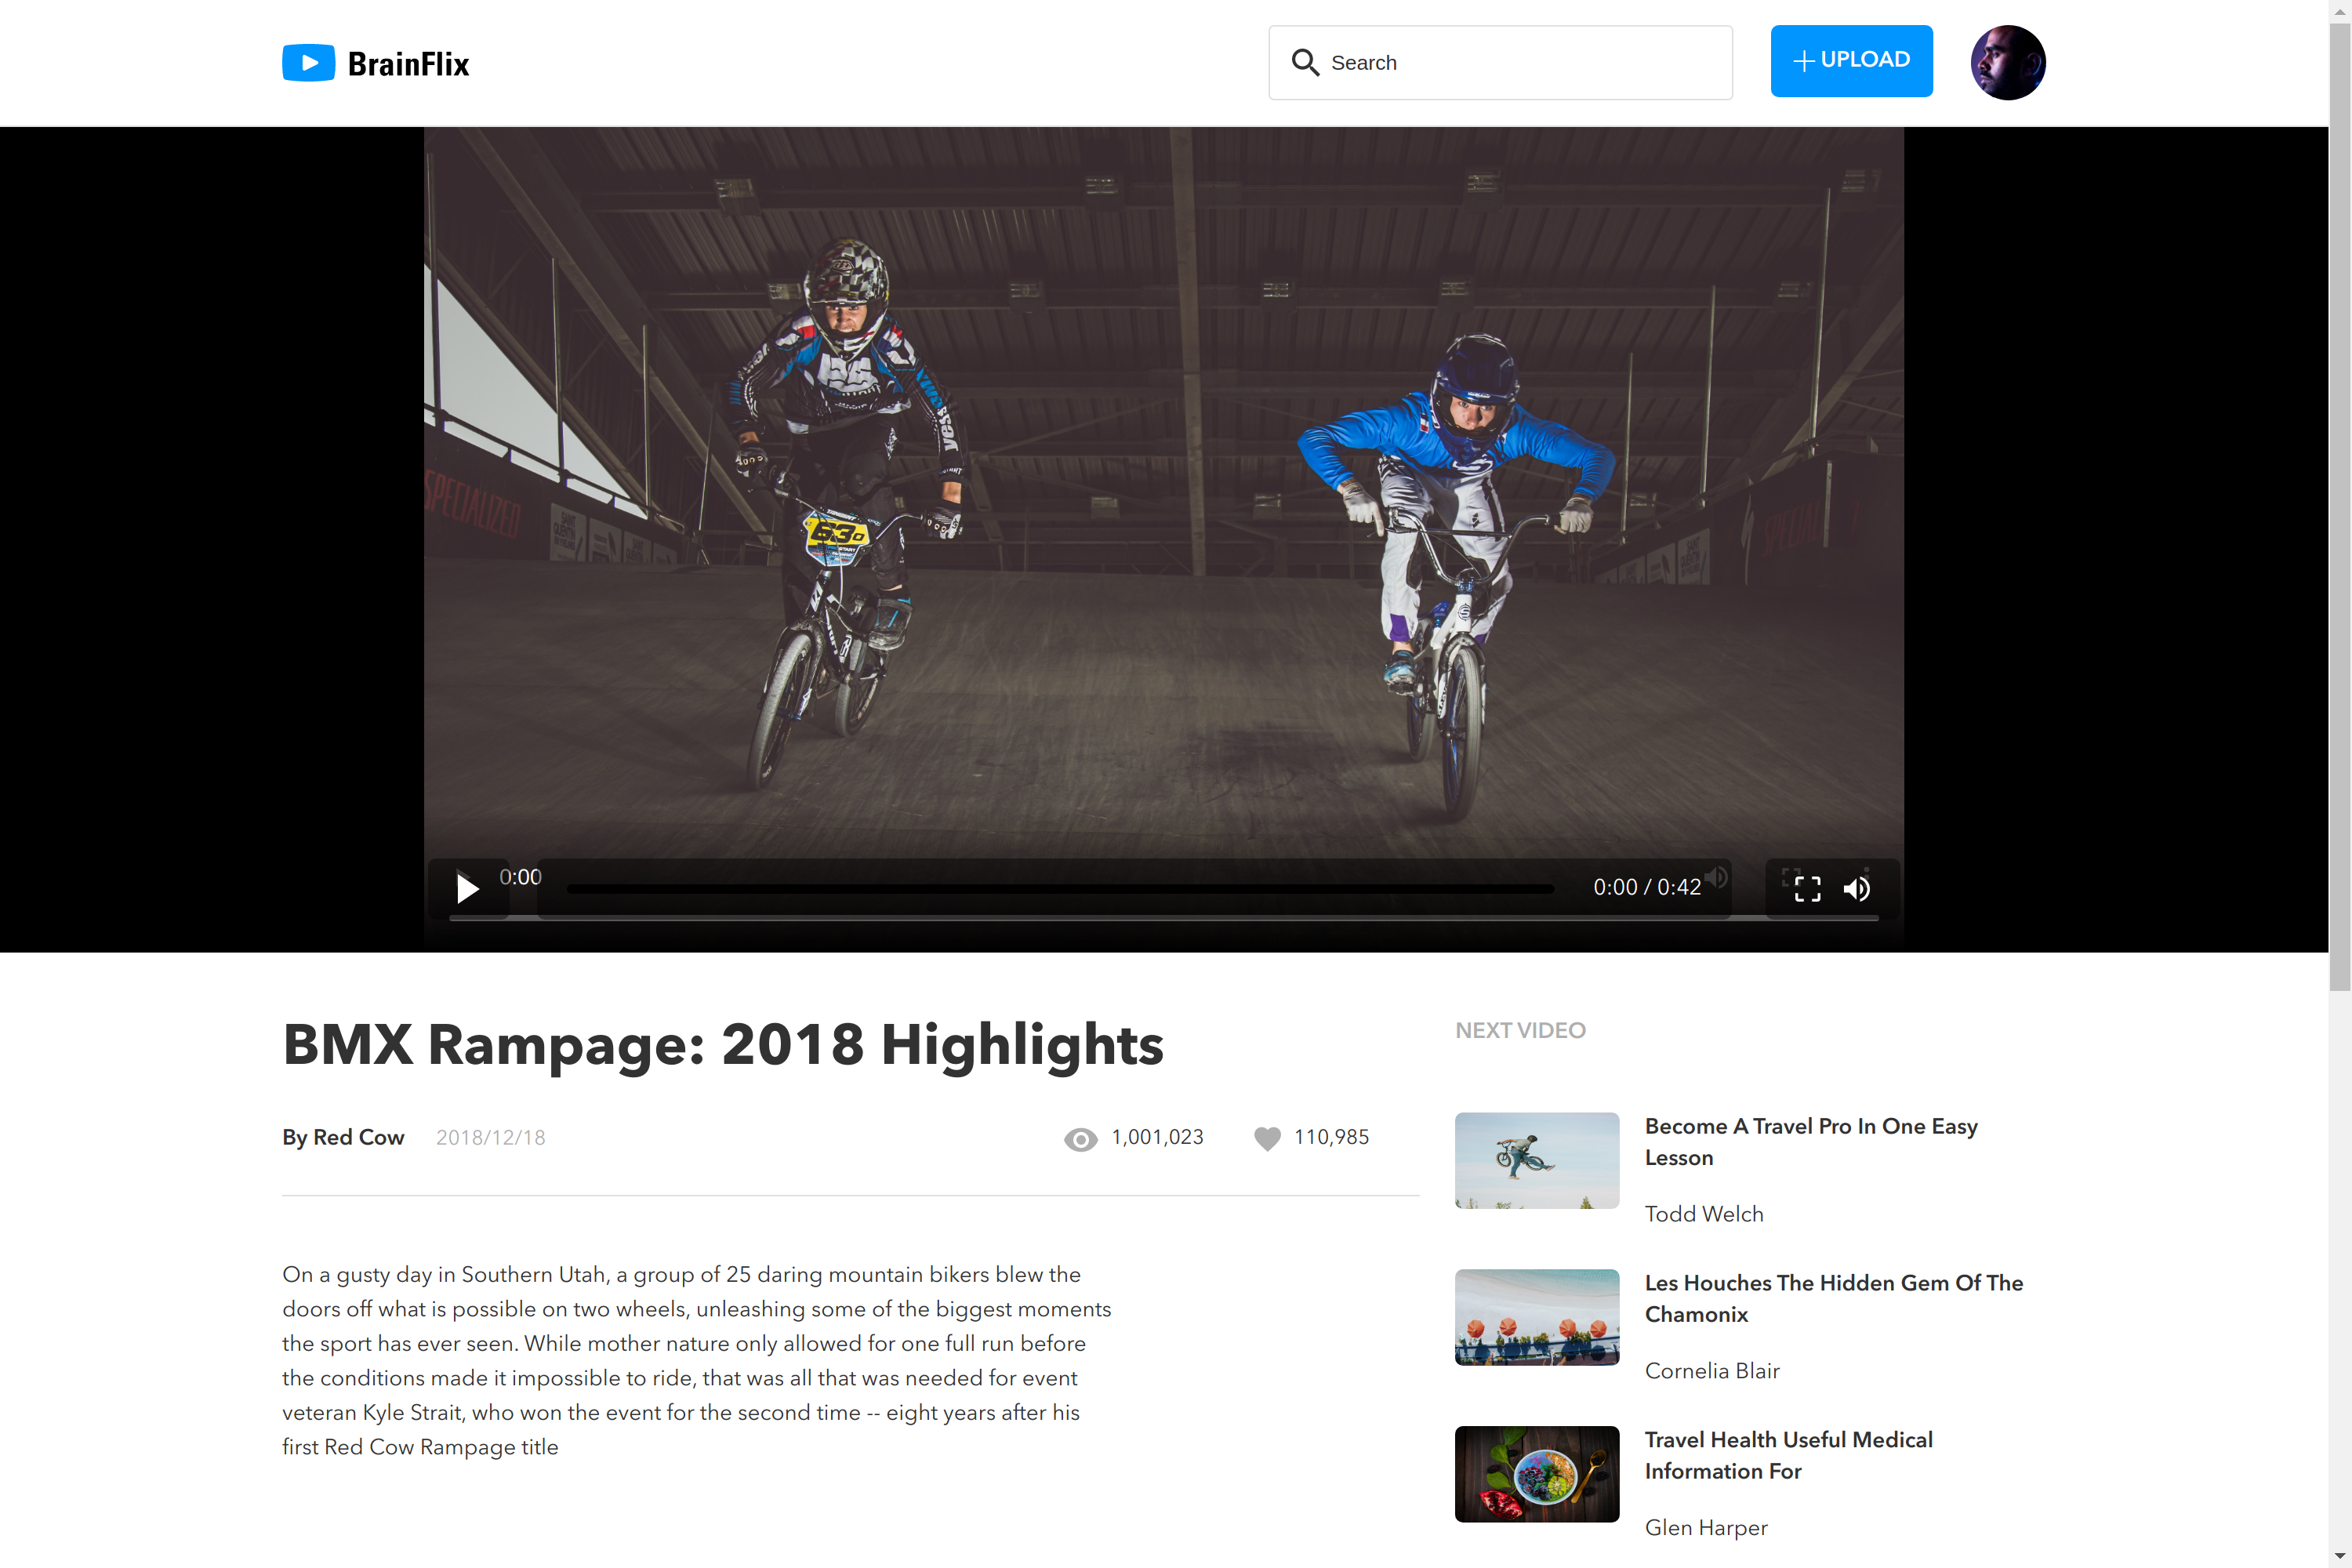 BrainFlix
Search
UPLOAD
SPECIALIZED
SAINT
QUENTIN
630
0:00
0:00 / 0:42
BMX Rampage: 2018 Highlights
By Red Cow 2018/12/18
1,001,023
110,985
On a gusty day in Southern Utah, a group of 25 daring mountain bikers blew the
doors off what is possible on two wheels, unleashing some of the biggest moments
the sport has ever seen. While mother nature only allowed for one full run before
the conditions made it impossible to ride, that was all that was needed for event
veteran Kyle Strait, who won the event for the second time -- eight years after his
first Red Cow Rampage title
NEXT VIDEO
Become A Travel Pro In One Easy
Lesson
Todd Welch
Les Houches The Hidden Gem Of The
Chamonix
Cornelia Blair
Travel Health Useful Medical
Information For
Glen Harper